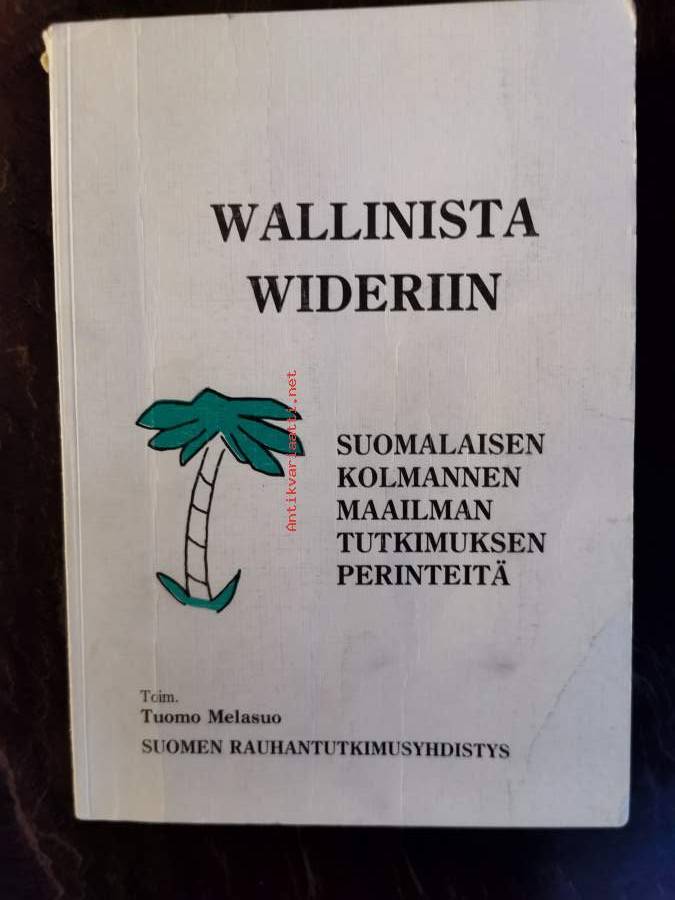 WALLINISTA
WIDERIIN
SUOMALAISEN
KOLMANNEN
MAAILMAN
TUTKIMUKSEN
PERINTEITÄ
Antikvariaatti.net
Toim.
Tuomo Melasuo
SUOMEN RAUHANTUTKIMUSYHDISTYS